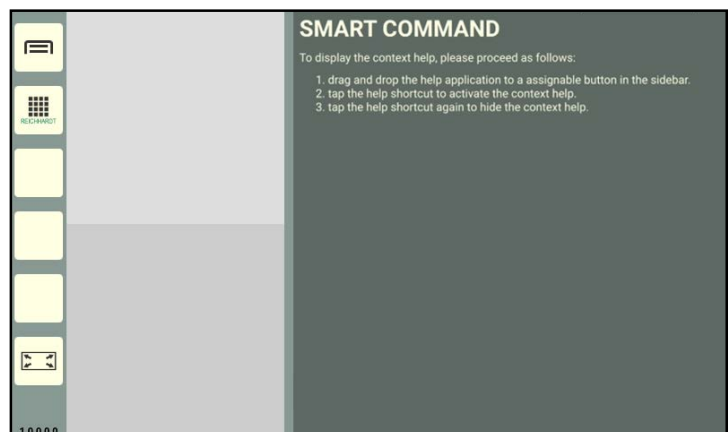 SMART COMMAND
To display the context help, please proceed as follows:
1. drag and drop the help application to a assignable button in the sidebar.
2. tap the help shortcut to activate the context help.
3. tap the help shortcut again to hide the context help.
REICHHARDT